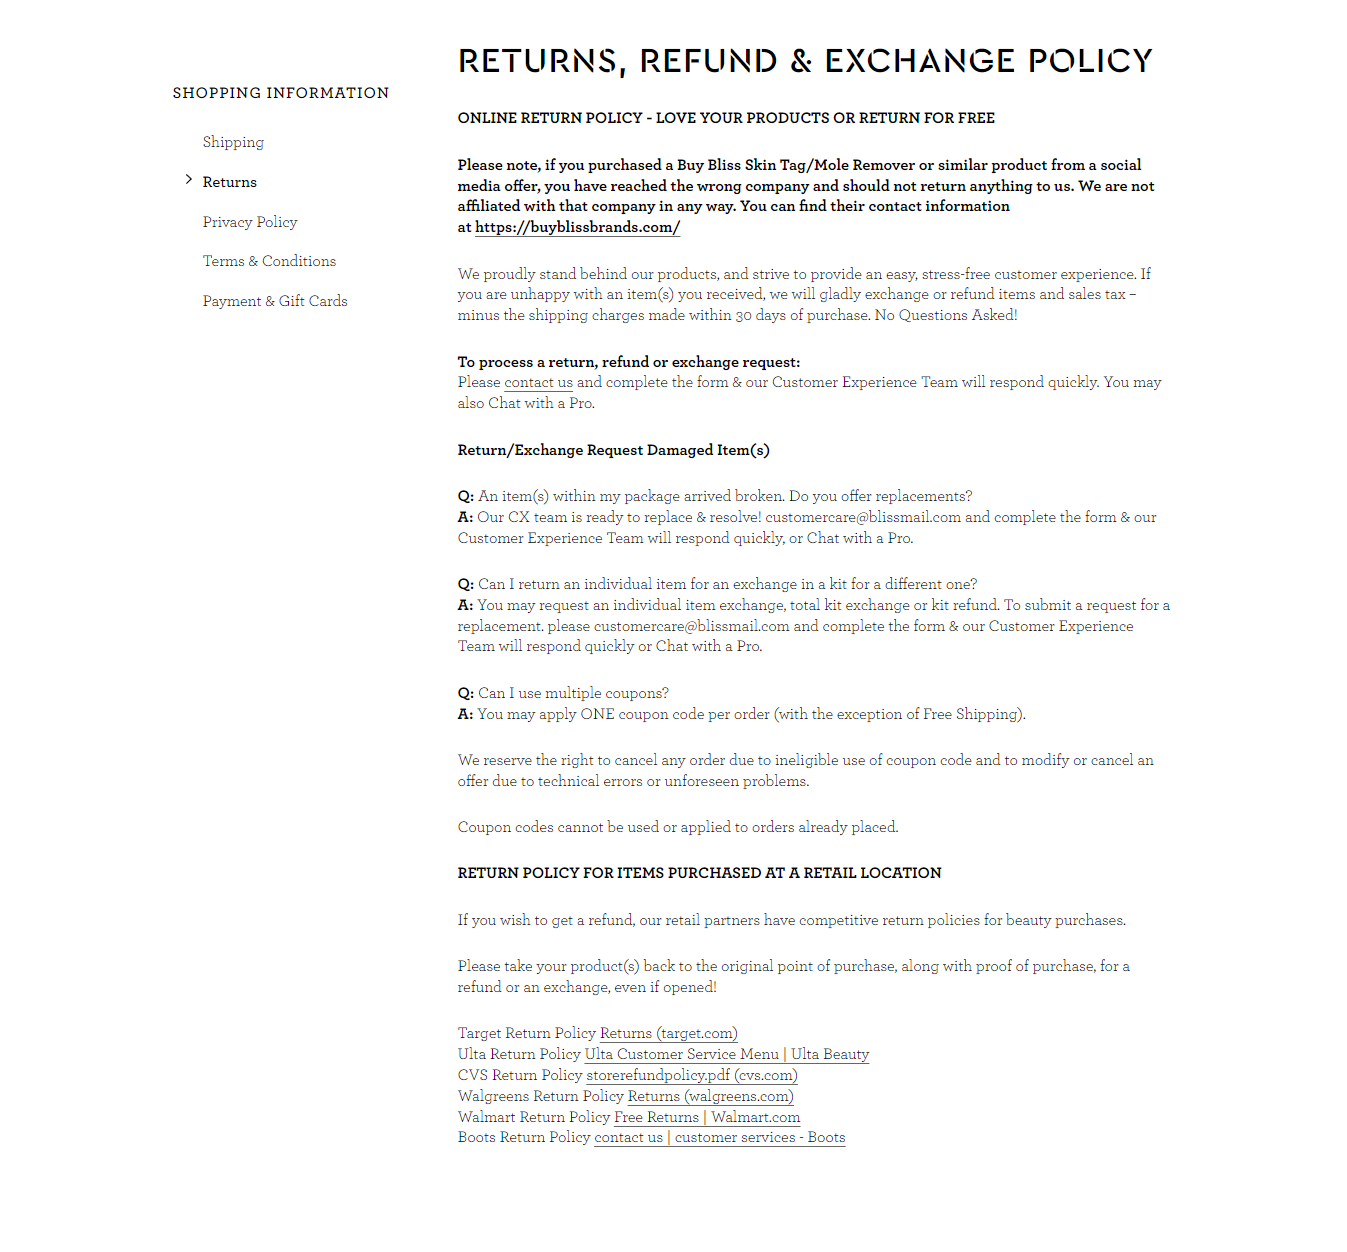 RETURNS, REFUND & EXCHANGE POLICY
SHOPPING INFORMATION
Shipping
Returns
Privacy Policy
Terms & Conditions
Payment & Gift Cards
ONLINE RETURN POLICY - LOVE YOUR PRODUCTS OR RETURN FOR FREE
Please note, if you purchased a Buy Bliss Skin Tag/Mole Remover or similar product from a social
media offer, you have reached the wrong company and should not return anything to us. We are not
affiliated with that company in any way. You can find their contact information
at https://buyblissbrands.com/
We proudly stand behind our products, and strive to provide an easy, stress-free customer experience. If
you are unhappy with an item(s) you received, we will gladly exchange or refund items and sales tax –
minus the shipping charges made within 30 days of purchase. No Questions Asked!
To process a return, refund or exchange request:
Please contact us and complete the form & our Customer Experience Team will respond quickly. You may
also Chat with a Pro.
Return/Exchange Request Damaged Item(s)
Q: An item(s) within my package arrived broken. Do you offer replacements?
A: Our CX team is ready to replace & resolve! customercare@blissmail.com and complete the form & our
Customer Experience Team will respond quickly, or Chat with a Pro.
Q: Can I return an individual item for an exchange in a kit for a different one?
A: You may request an individual item exchange, total kit exchange or kit refund. To submit a request for a
replacement. please customercare@blissmail.com and complete the form & our Customer Experience
Team will respond quickly or Chat with a Pro.
Q: Can I use multiple coupons?
A: You may apply ONE coupon code per order (with the exception of Free Shipping).
We reserve the right to cancel any order due to ineligible use of coupon code and to modify or cancel an
offer due to technical errors or unforeseen problems.
Coupon codes cannot be used or applied to orders already placed.
RETURN POLICY FOR ITEMS PURCHASED AT A RETAIL LOCATION
If you wish to get a refund, our retail partners have competitive return policies for beauty purchases.
Please take your product(s) back to the original point of purchase, along with proof of purchase, for a
refund or an exchange, even if opened!
Target Return Policy Returns (target.com)
Ulta Return Policy Ulta Customer Service Menu | Ulta Beauty
CVS Return Policy storerefundpolicy.pdf (cvs.com)
Walgreens Return Policy Returns (walgreens.com)
Walmart Return Policy Free Returns | Walmart.com
Boots Return Policy contact us | customer services - Boots